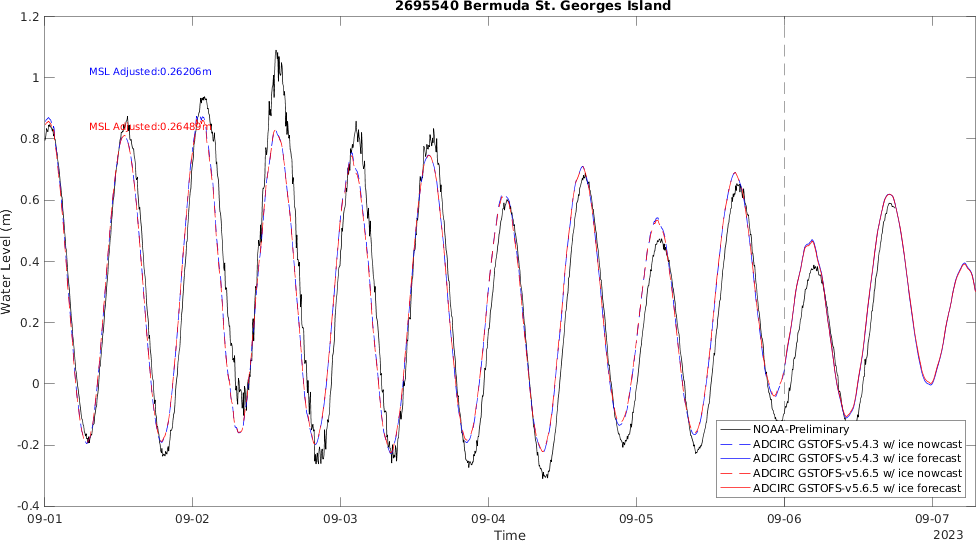 2695540 Bermuda St. Georges Island
1.2
1
0.8
0.6
0.4
0.2
0
-0.2
-0.4
Water Level (m)
MSL Adjusted:0.26206m
MSL Adjusted:0.26489m
NOAA-Preliminary
ADCIRC GSTOFS-v5.4.3 w/ ice nowcast
ADCIRC GSTOFS-v5.4.3 w/ ice forecast
ADCIRC GSTOFS-v5.6.5 w/ ice nowcast
ADCIRC GSTOFS-v5.6.5 w/ ice forecast
09-01 09-02 09-03 09-04 09-05 09-06 09-07
Time
2023